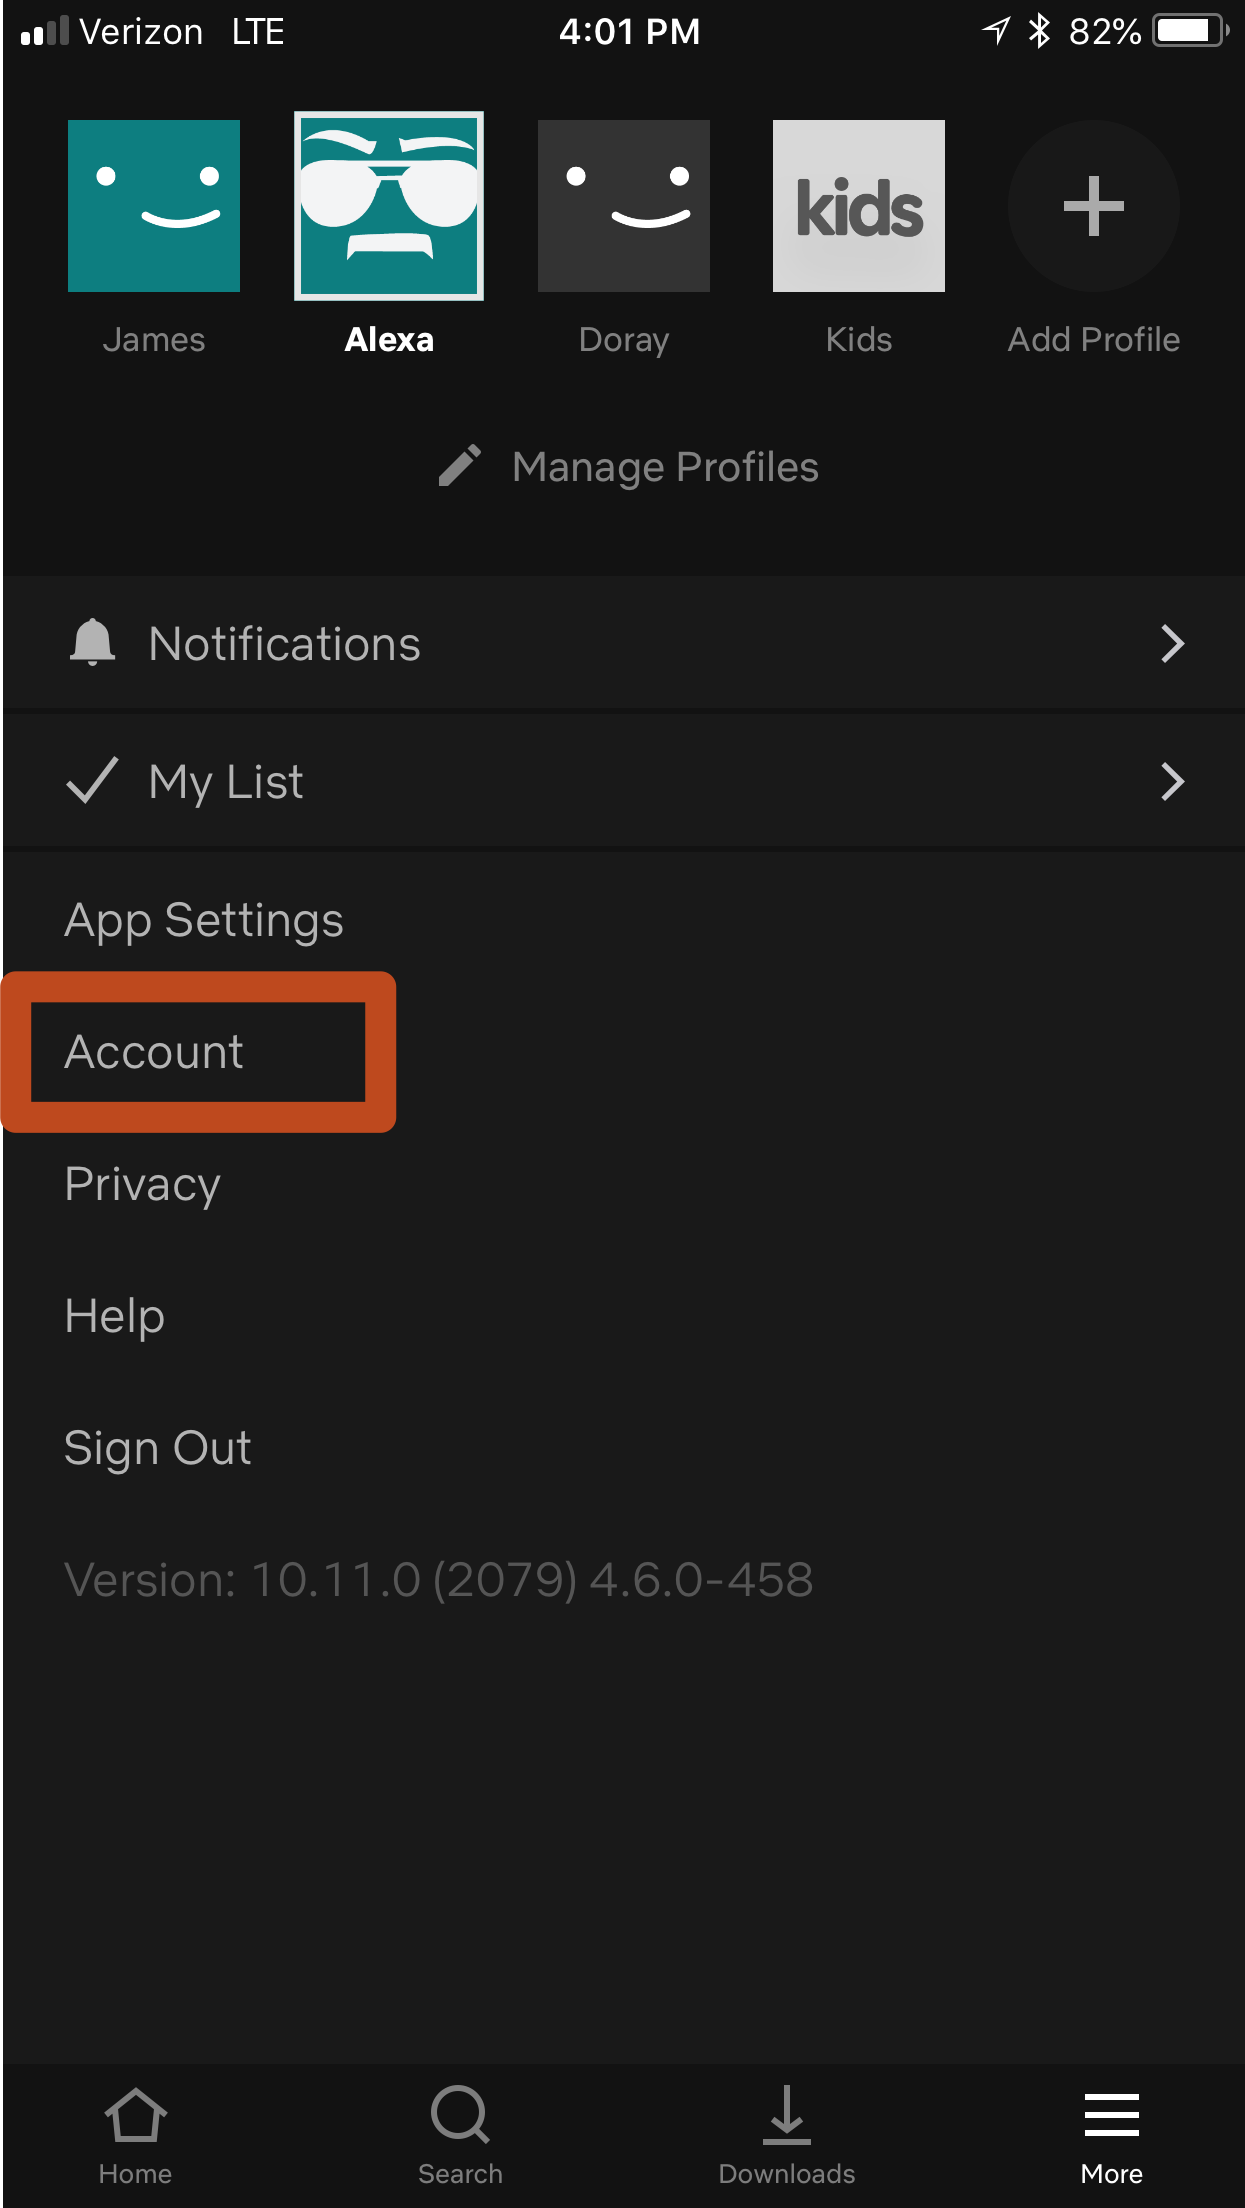 Verizon LTE 4:01 PM 82%
kids
James Alexa Doray Kids Add Profile
Manage Profiles
Notifications
My List
App Settings
Account
Privacy
Help
Sign Out
Version: 10.11.0 (2079) 4.6.0-458
Home Search Downloads More